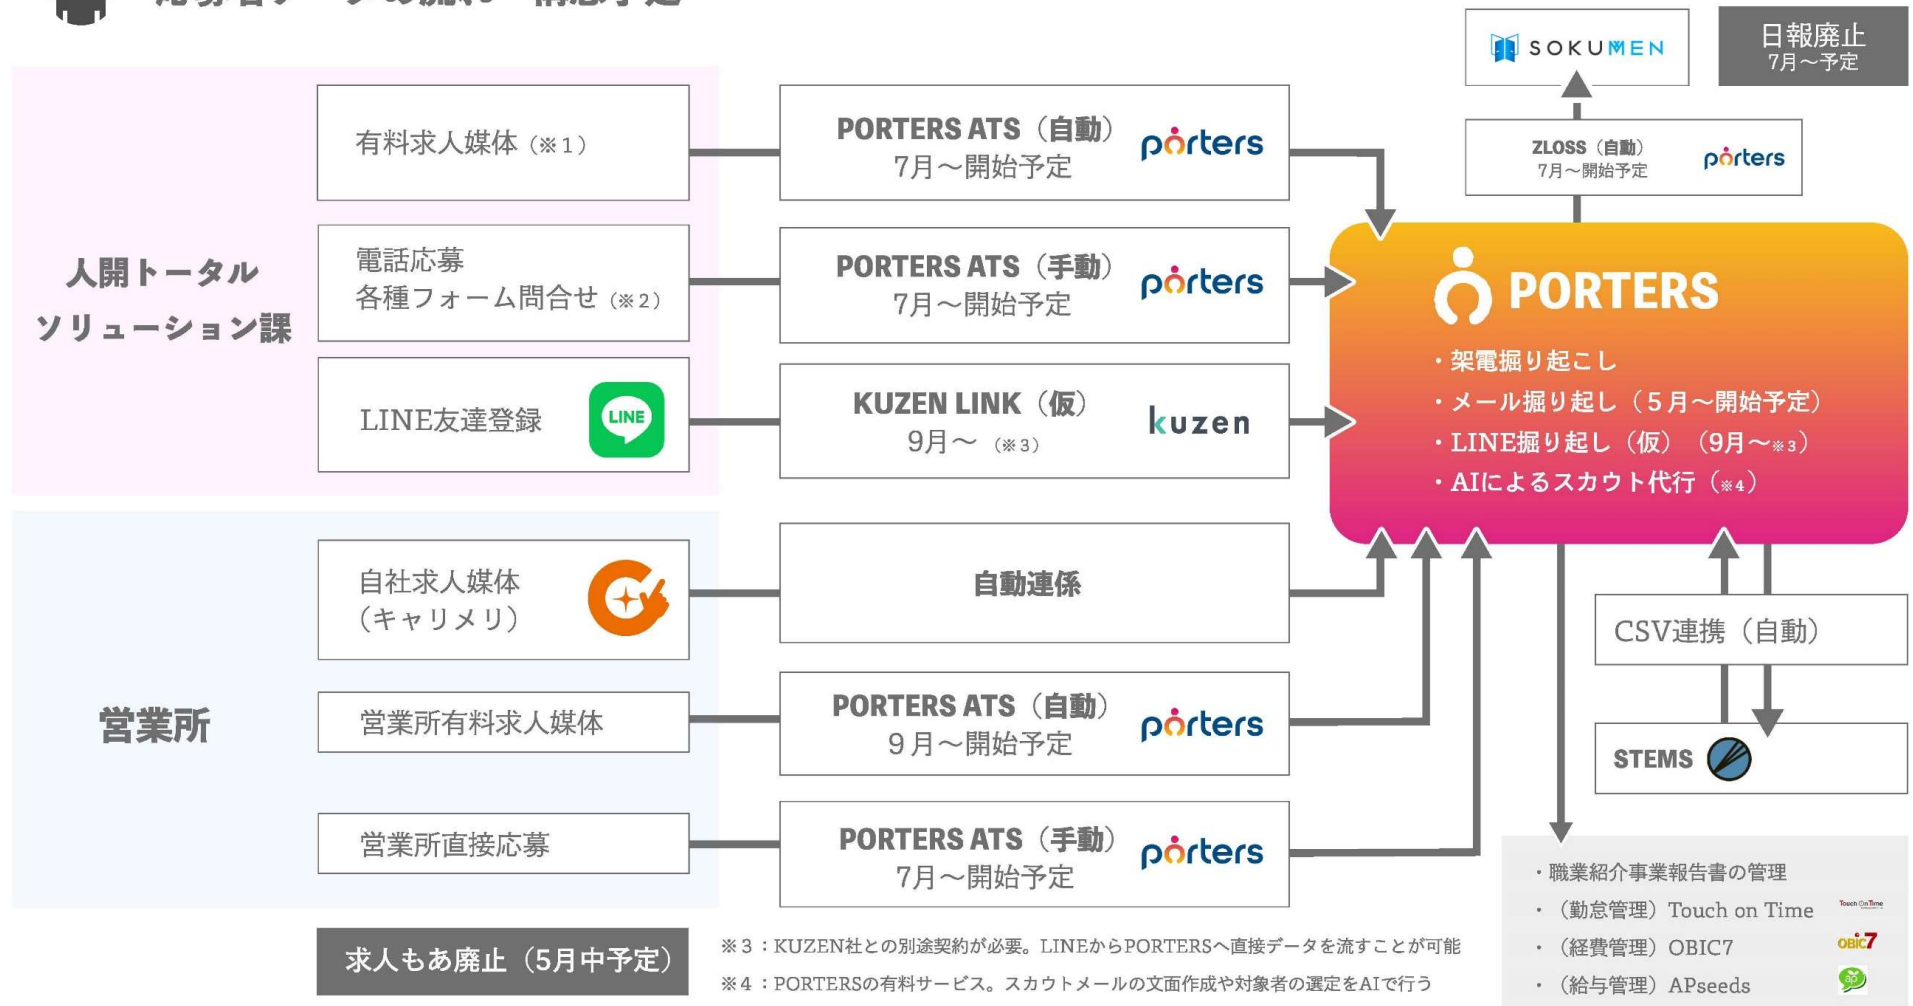 人開トータル
ソリューション課
有料求人媒体（※1）
PORTERS ATS（自動）
7月～開始予定
porters
電話応募
各種フォーム問合せ（※2）
PORTERS ATS（手動）
7月～開始予定
porters
LINE友達登録
LINE
KUZEN LINK（仮）
9月～（※3）
kuzen
営業所
自社求人媒体
（キャリメリ）
自動連係
営業所有料求人媒体
PORTERS ATS（自動）
9月～開始予定
porters
営業所直接応募
PORTERS ATS（手動）
7月～開始予定
porters
求人もあ廃止（5月中予定）
※3：KUZEN社との別途契約が必要。LINEからPORTERSへ直接データを流すことが可能
※4：PORTERSの有料サービス。スカウトメールの文面作成や対象者の選定をAIで行う
SOKUMEN
日報廃止
7月～予定
ZLOSS（自動）
7月～開始予定
porters
PORTERS
・架電掘り起こし
・メール掘り起し（5月～開始予定）
・LINE掘り起し（仮）（9月～※3）
・AIによるスカウト代行（※4）
CSV連携（自動）
STEMS
・職業紹介事業報告書の管理
・（勤怠管理）Touch on Time
Touch On Time
・（経費管理）OBIC7
OBIC7
・（給与管理）APseeds
ap